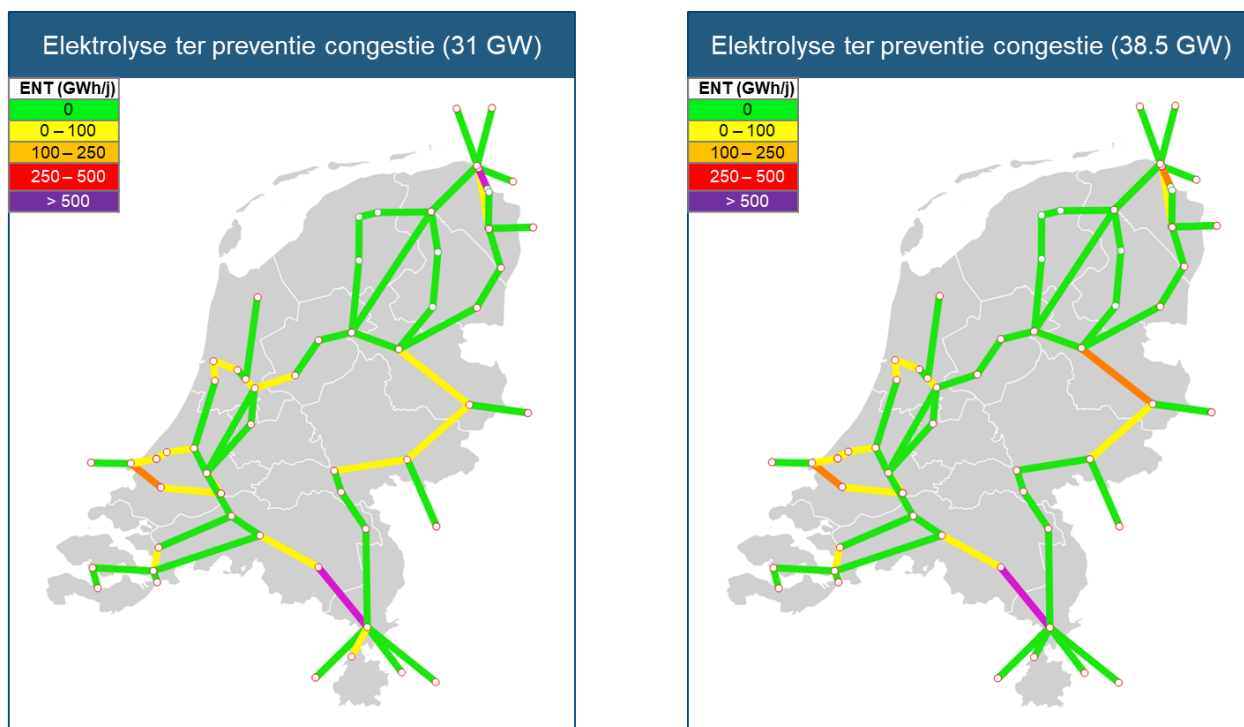 Elektrolyse ter preventie congestie (31 GW)
ENT (GWh/j)
0
0 – 100
100 – 250
250 – 500
> 500
Elektrolyse ter preventie congestie (38.5 GW)
ENT (GWh/j)
0
0 – 100
100 – 250
250 – 500
> 500